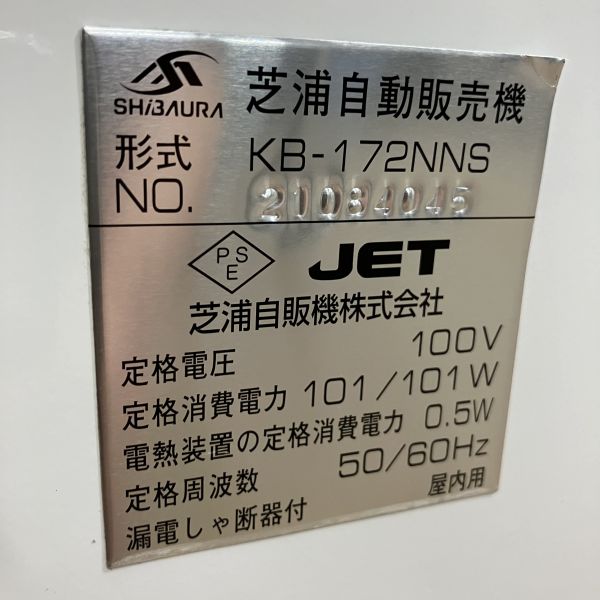 SHiBAURA 芝浦自動販売機
形式 KB-172NNS
NO. 21084045
PSE JET
芝浦自販機株式会社
定格電圧 100V
定格消費電力 101/101W
電熱装置の定格消費電力 0.5W
定格周波数 50/60Hz
漏電しゃ断器付 屋内用